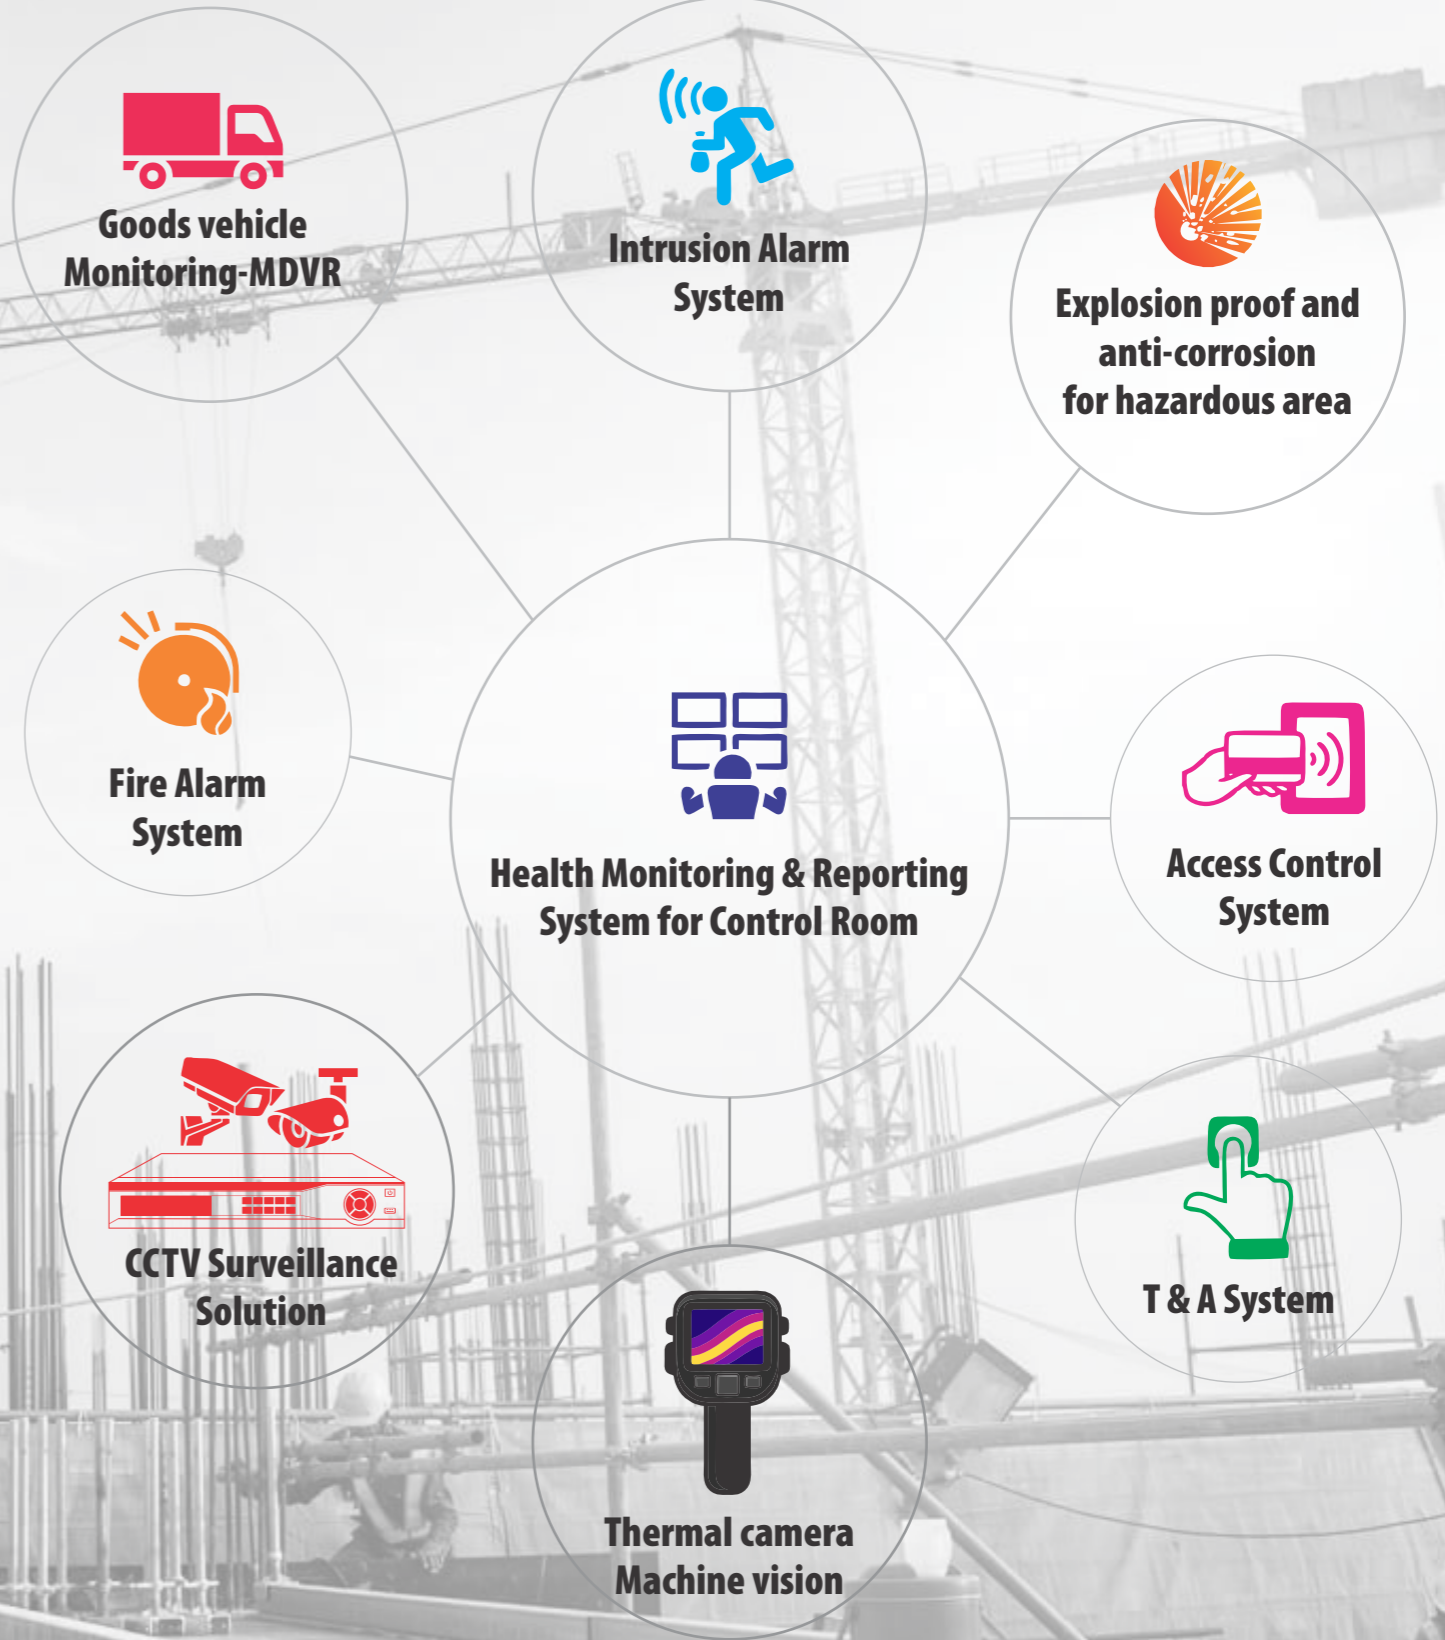 Goods vehicle
Monitoring-MDVR
Intrusion Alarm
System
Explosion proof and
anti-corrosion
for hazardous area
Fire Alarm
System
Health Monitoring & Reporting
System for Control Room
Access Control
System
CCTV Surveillance
Solution
T & A System
Thermal camera
Machine vision